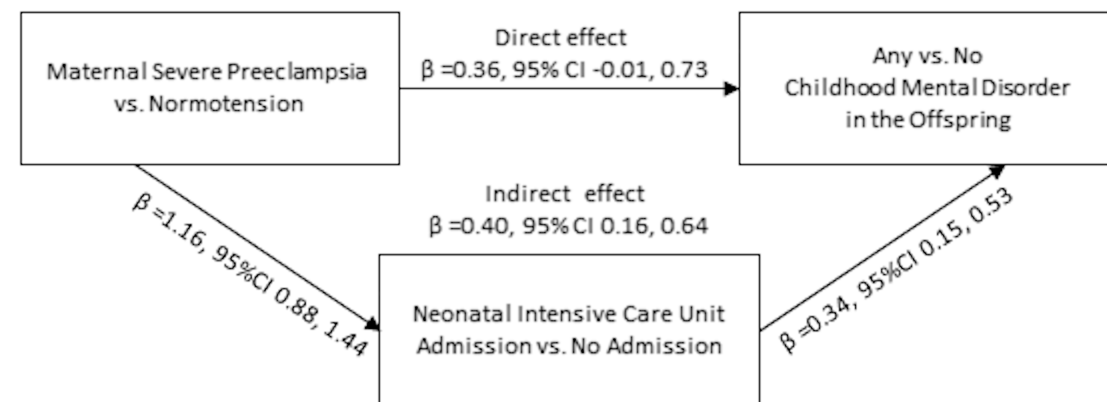 Maternal Severe Preeclampsia
vs. Normotension
Direct effect
β =0.36, 95% CI -0.01, 0.73
Any vs. No
Childhood Mental Disorder
in the Offspring
β =1.16, 95%CI 0.88, 1.44
Indirect effect
β =0.40, 95% CI 0.16, 0.64
β =0.34, 95%CI 0.15, 0.53
Neonatal Intensive Care Unit
Admission vs. No Admission